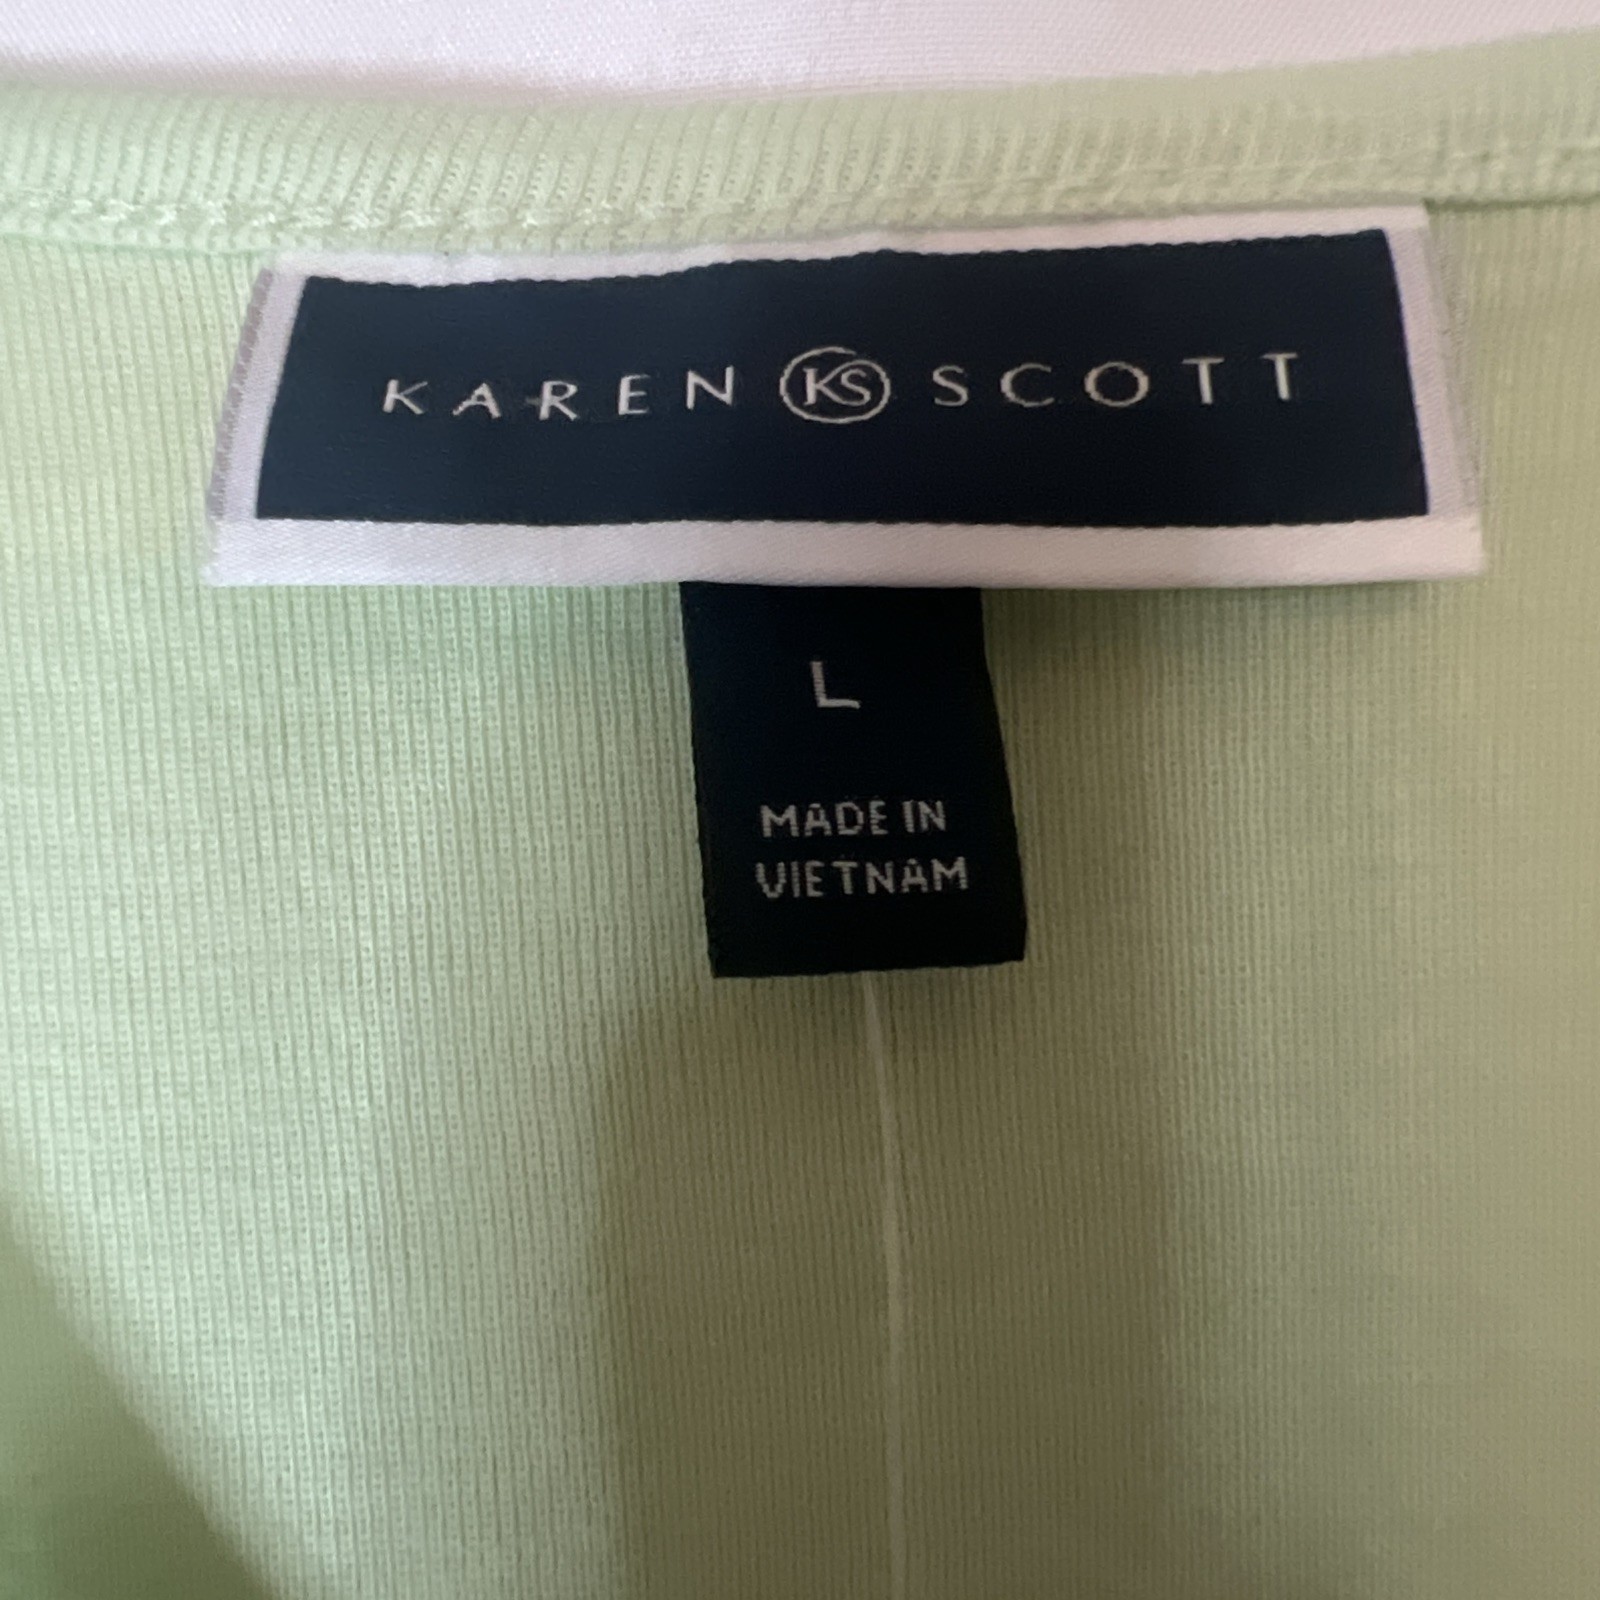 KAREN KS SCOTT
L
MADE IN
VIETNAM